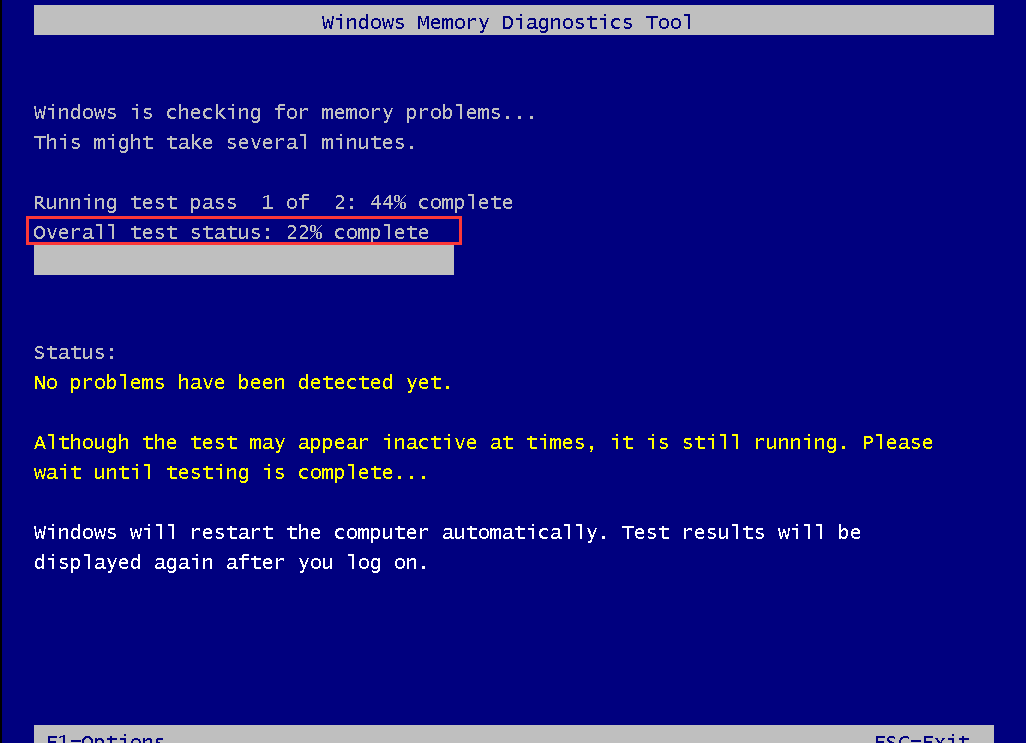 Windows Memory Diagnostics Tool
Windows is checking for memory problems...
This might take several minutes.
Running test pass  1 of  2: 44% complete
Overall test status: 22% complete
Status:
No problems have been detected yet.
Although the test may appear inactive at times, it is still running. Please
wait until testing is complete...
Windows will restart the computer automatically. Test results will be
displayed again after you log on.
F1=Options
ESC=Exit